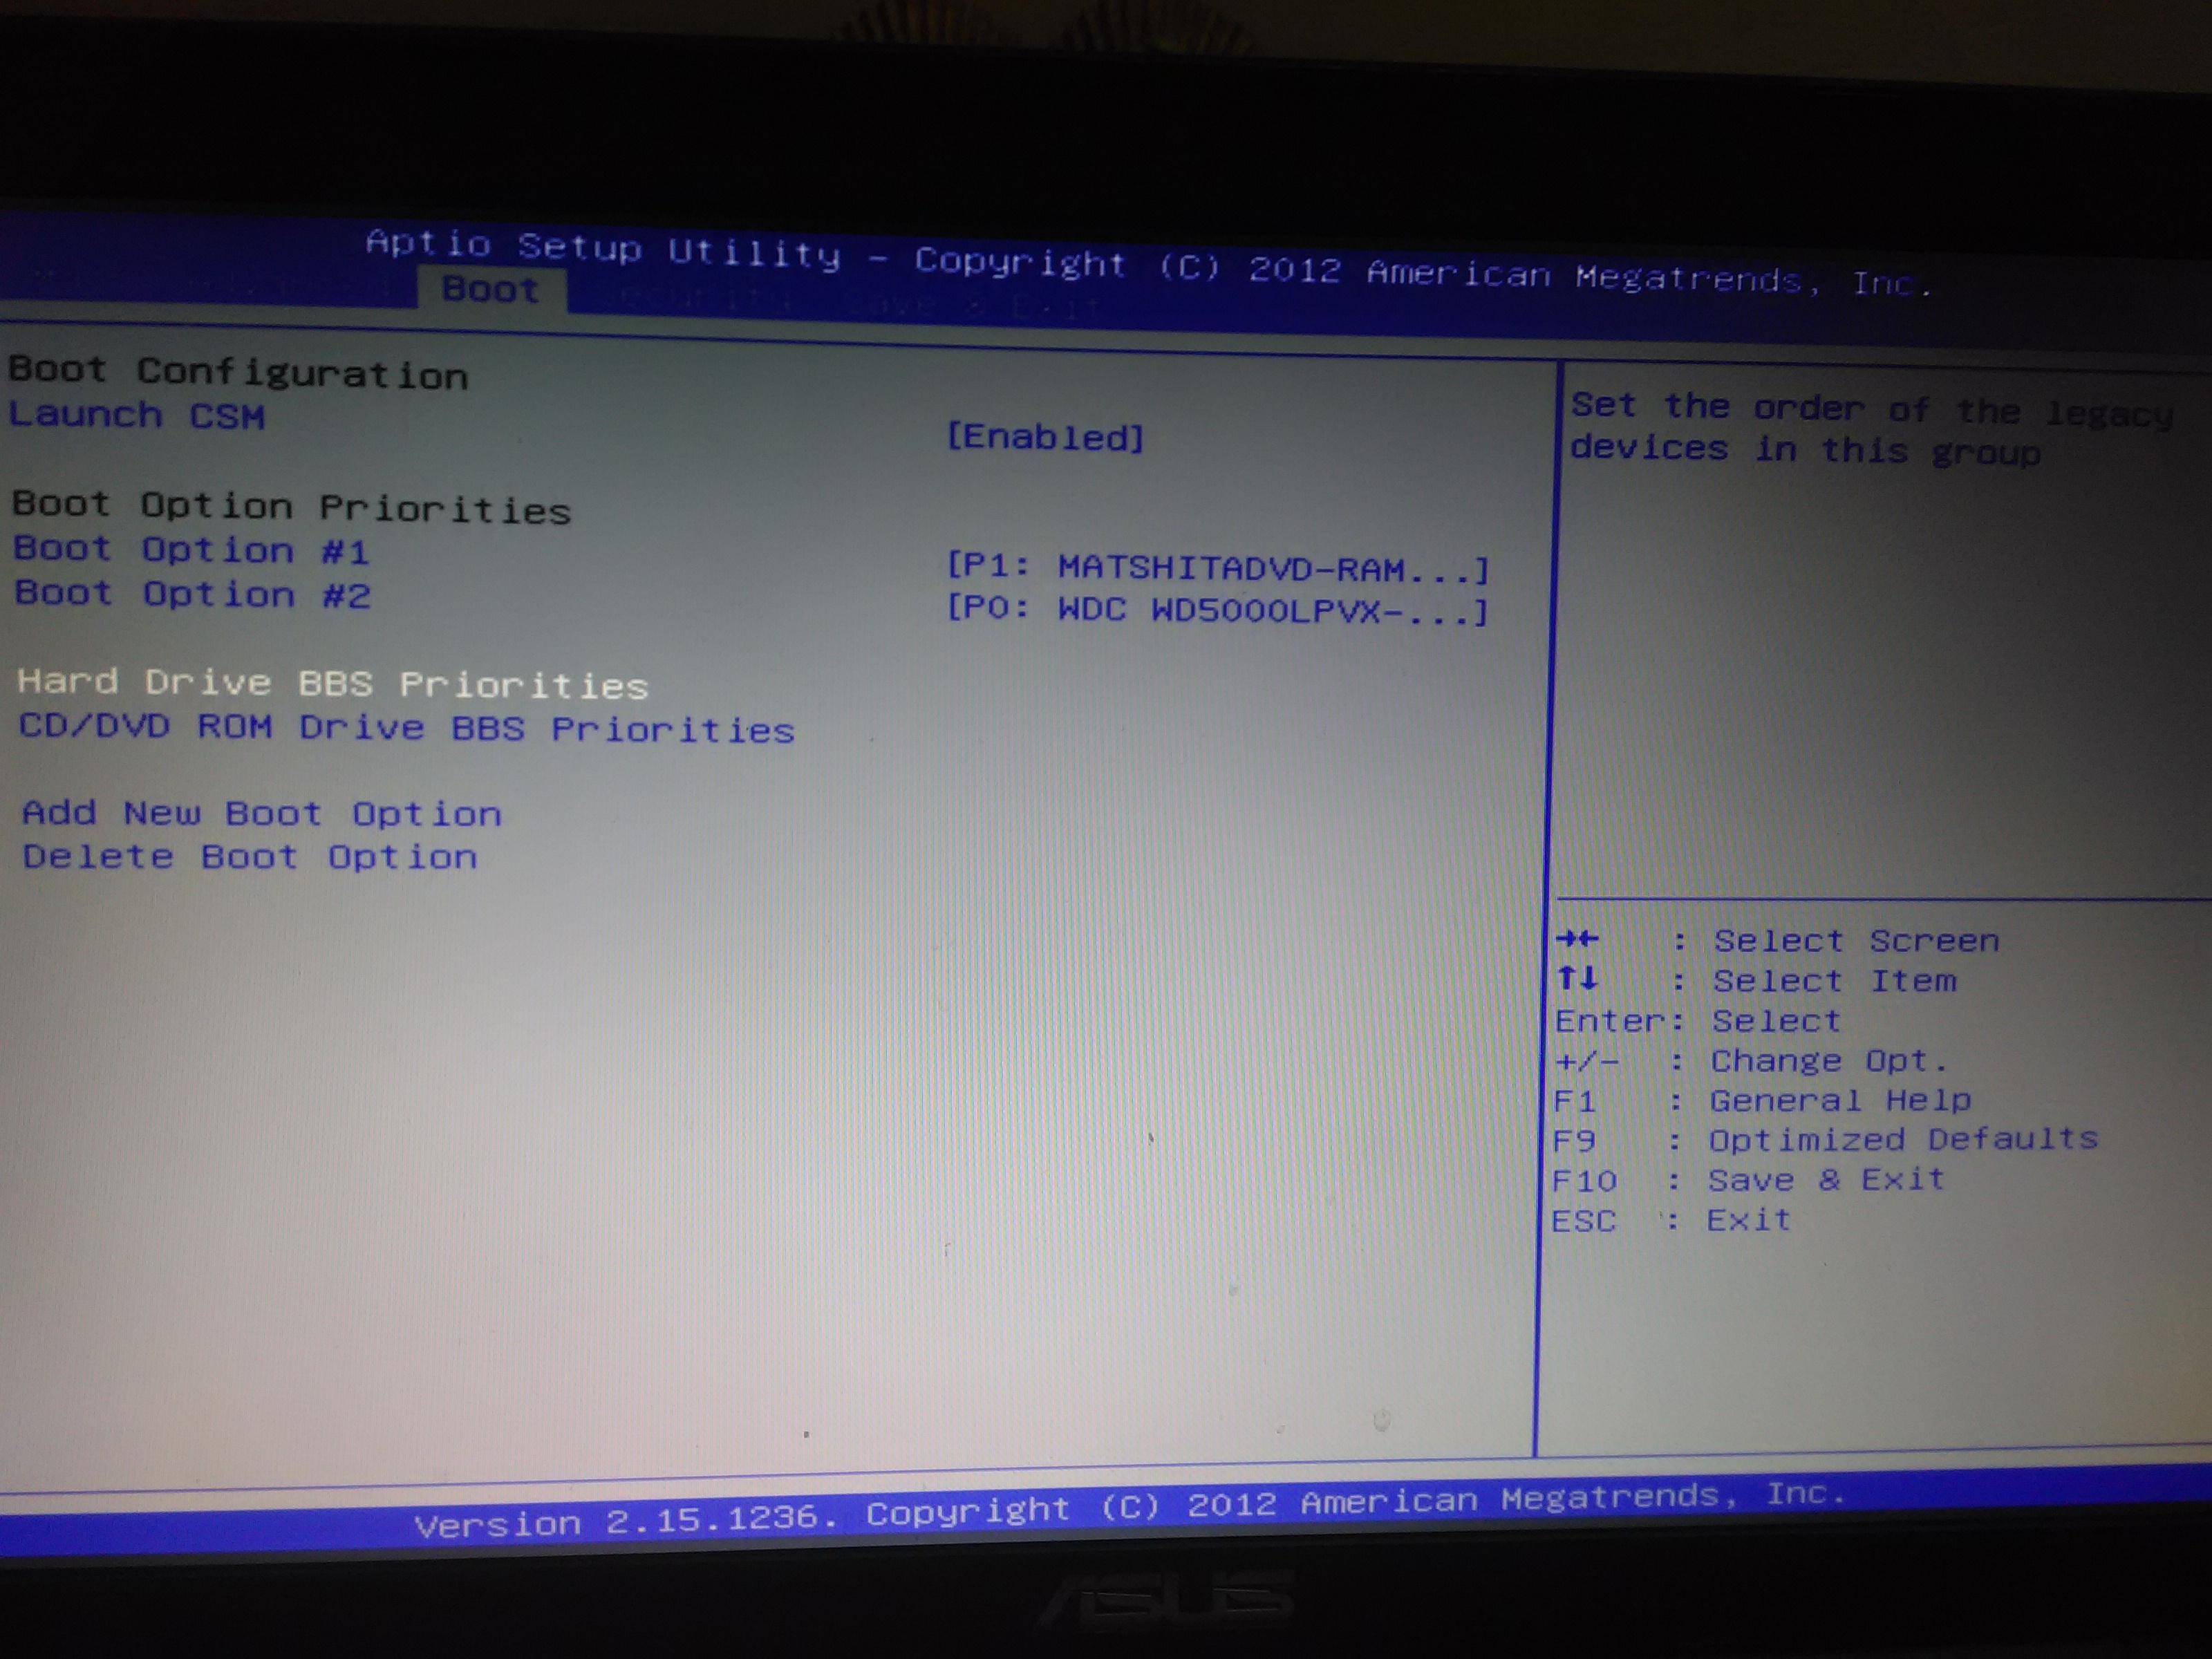 Aptio Setup Utility - Copyright (C) 2012 American Megatrends, Inc.
Boot Security Save & Exit
Boot Configuration
Launch CSM [Enabled]
Boot Option Priorities
Boot Option #1 [P1: MATSHITADVD-RAM...]
Boot Option #2 [P0: WDC WD5000LPVX-...]
Hard Drive BBS Priorities
CD/DVD ROM Drive BBS Priorities
Add New Boot Option
Delete Boot Option
Set the order of the legacy
devices in this group
→← : Select Screen
↑↓ : Select Item
Enter: Select
+/- : Change Opt.
F1 : General Help
F9 : Optimized Defaults
F10 : Save & Exit
ESC : Exit
Version 2.15.1236. Copyright (C) 2012 American Megatrends, Inc.
ASUS